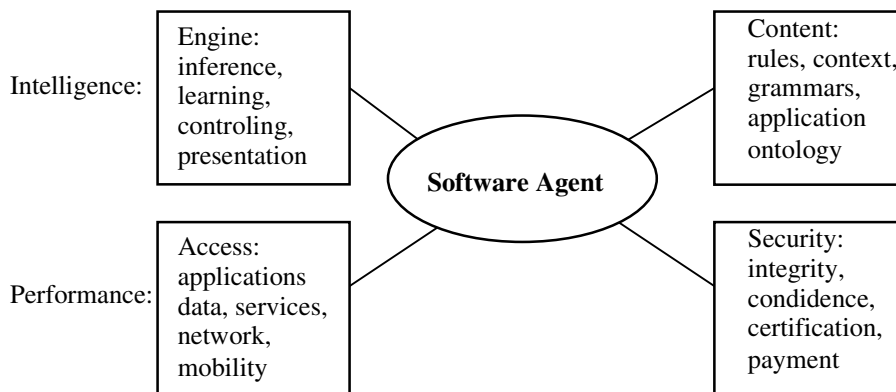 Intelligence:
Engine:
inference,
learning,
controling,
presentation
Content:
rules, context,
grammars,
application
ontology
Software Agent
Performance:
Access:
applications
data, services,
network,
mobility
Security:
integrity,
condidence,
certification,
payment